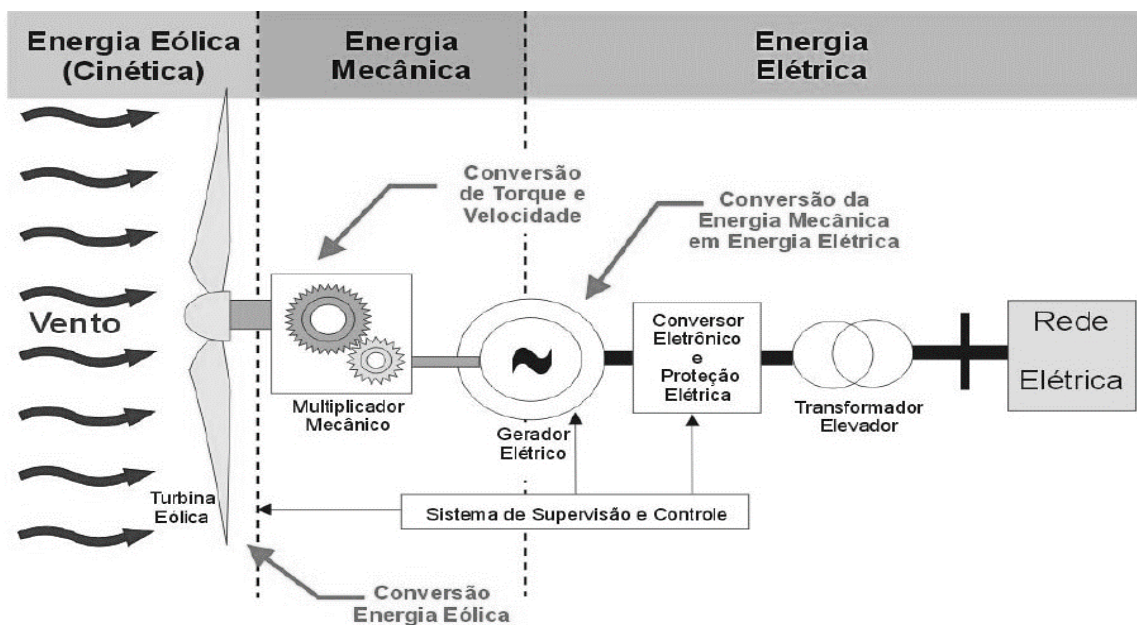 Energia Eólica
(Cinética)
Energia
Mecânica
Energia
Elétrica
Conversão
de Torque e
Velocidade
Conversão da
Energia Mecânica
em Energia Elétrica
Vento
Multiplicador
Mecânico
Gerador
Elétrico
Conversor
Eletrônico
e
Proteção
Elétrica
Transformador
Elevador
Rede
Elétrica
Turbina
Eólica
Sistema de Supervisão e Controle
Conversão
Energia Eólica